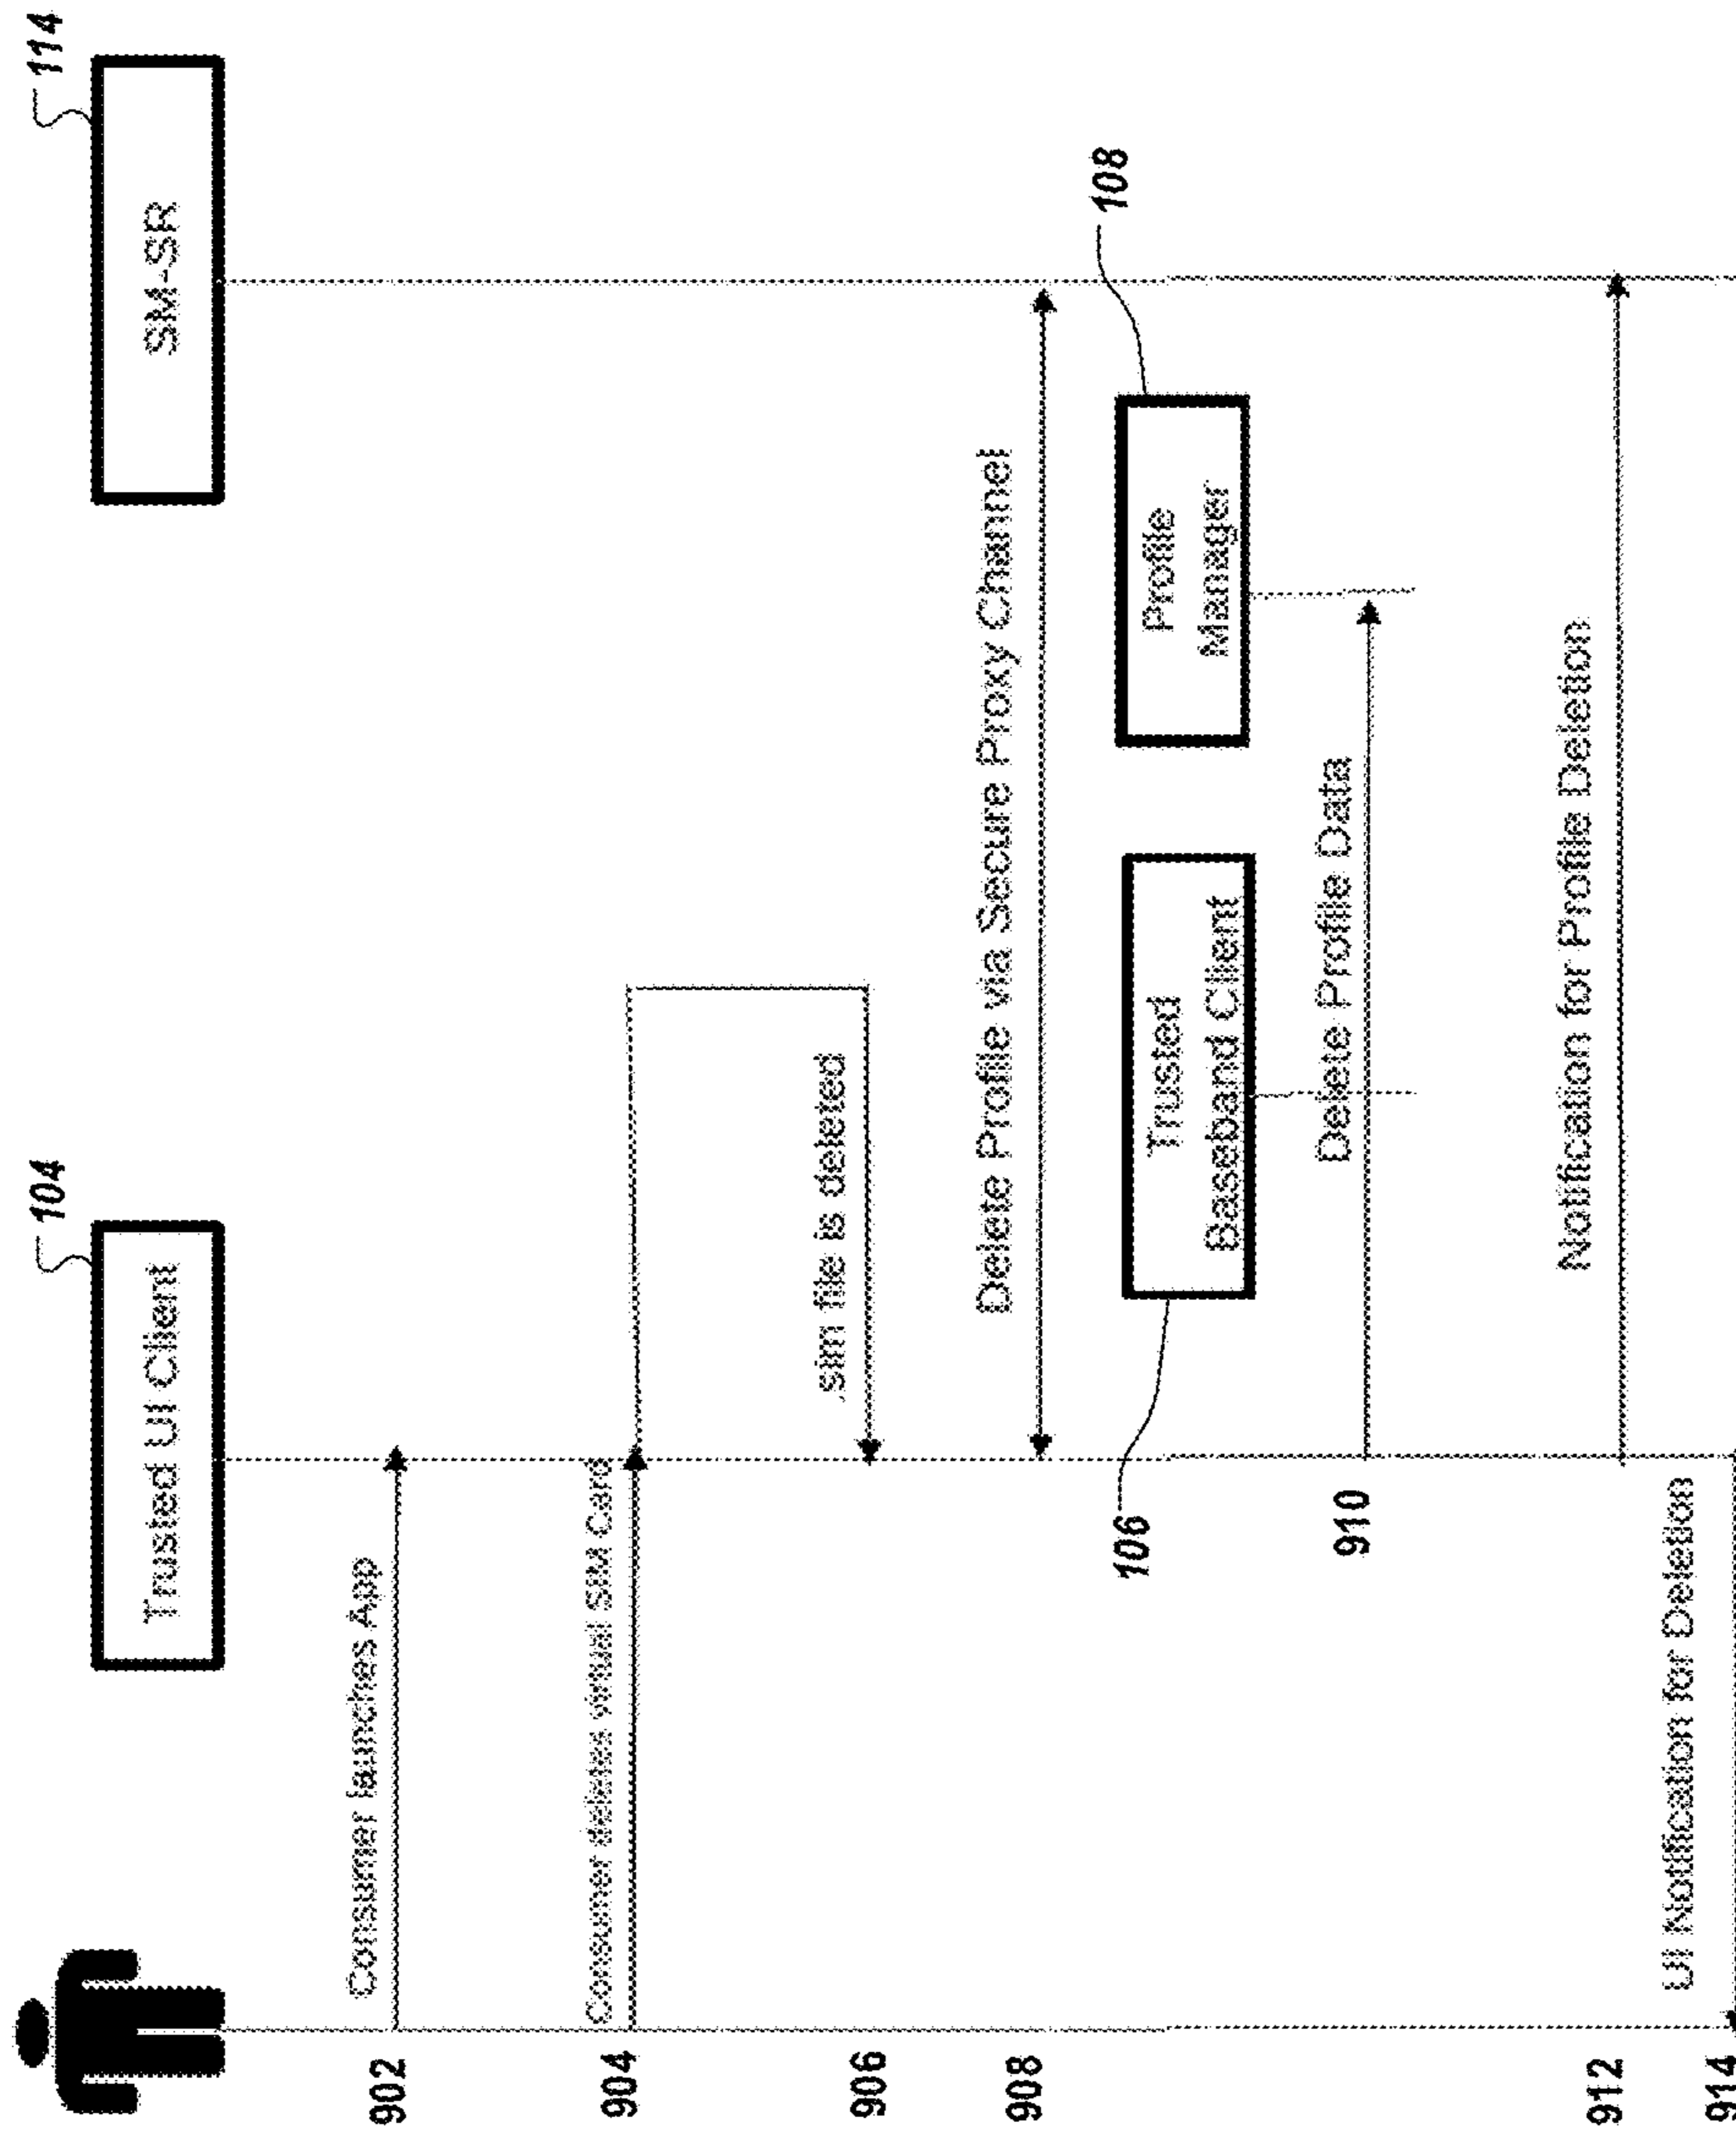 104
114
Trusted UI Client
SM-SR
902
Consumer launches App
904
Consumer deletes virtual SIM Card
906
.sim file is deleted
908
Delete Profile via Secure Proxy Channel
106
Trusted
Baseband Client
108
Profile
Manager
910
Delete Profile Data
912
Notification for Profile Deletion
914
UI Notification for Deletion